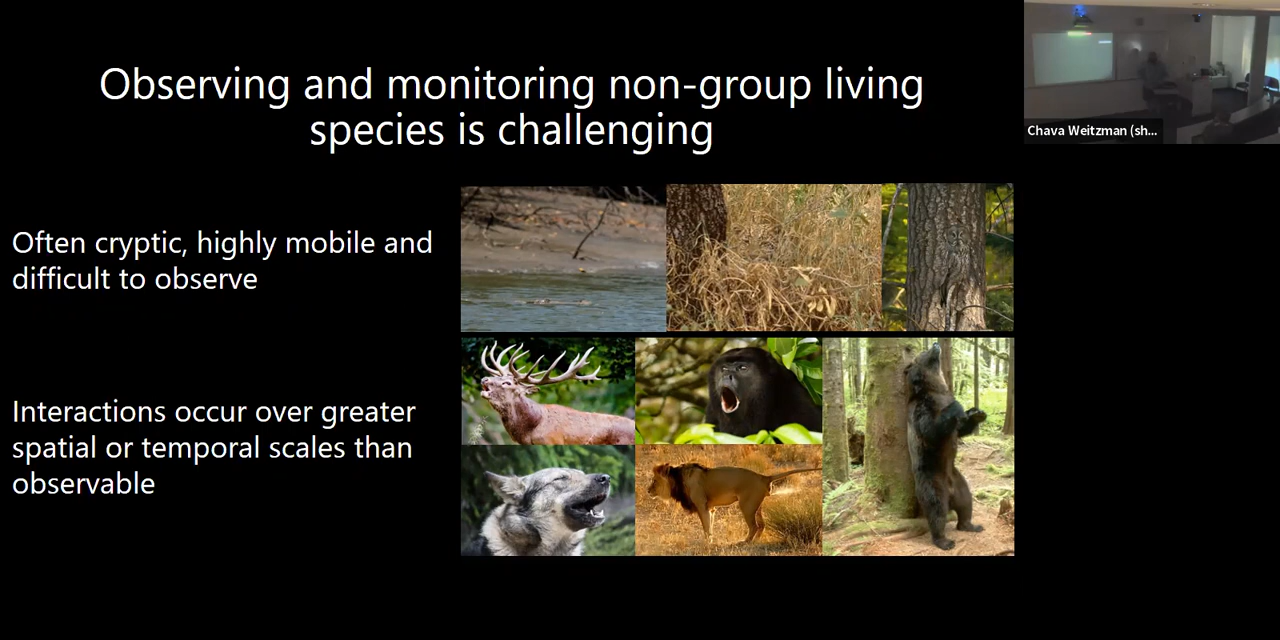 Observing and monitoring non-group living
species is challenging
Chava Weitzman (sh...
Often cryptic, highly mobile and
difficult to observe
Interactions occur over greater
spatial or temporal scales than
observable